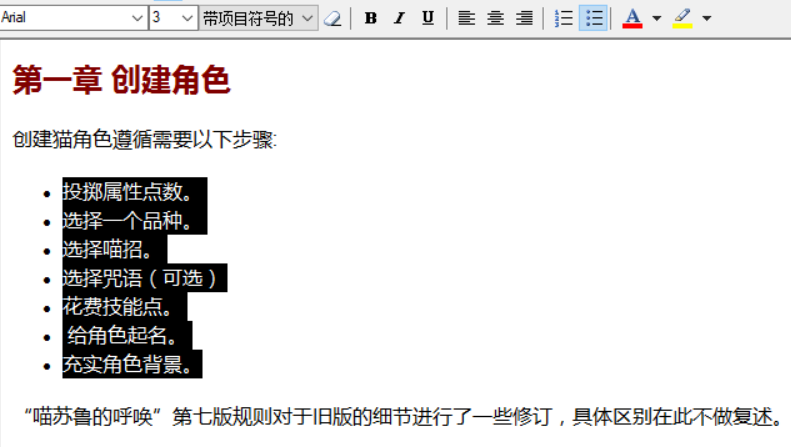 Arial 3 带项目符号的 B I U A
第一章 创建角色
创建猫角色遵循需要以下步骤:
• 投掷属性点数。
• 选择一个品种。
• 选择喵招。
• 选择咒语（可选）
• 花费技能点。
• 给角色起名。
• 充实角色背景。
“喵苏鲁的呼唤”第七版规则对于旧版的细节进行了一些修订，具体区别在此不做复述。